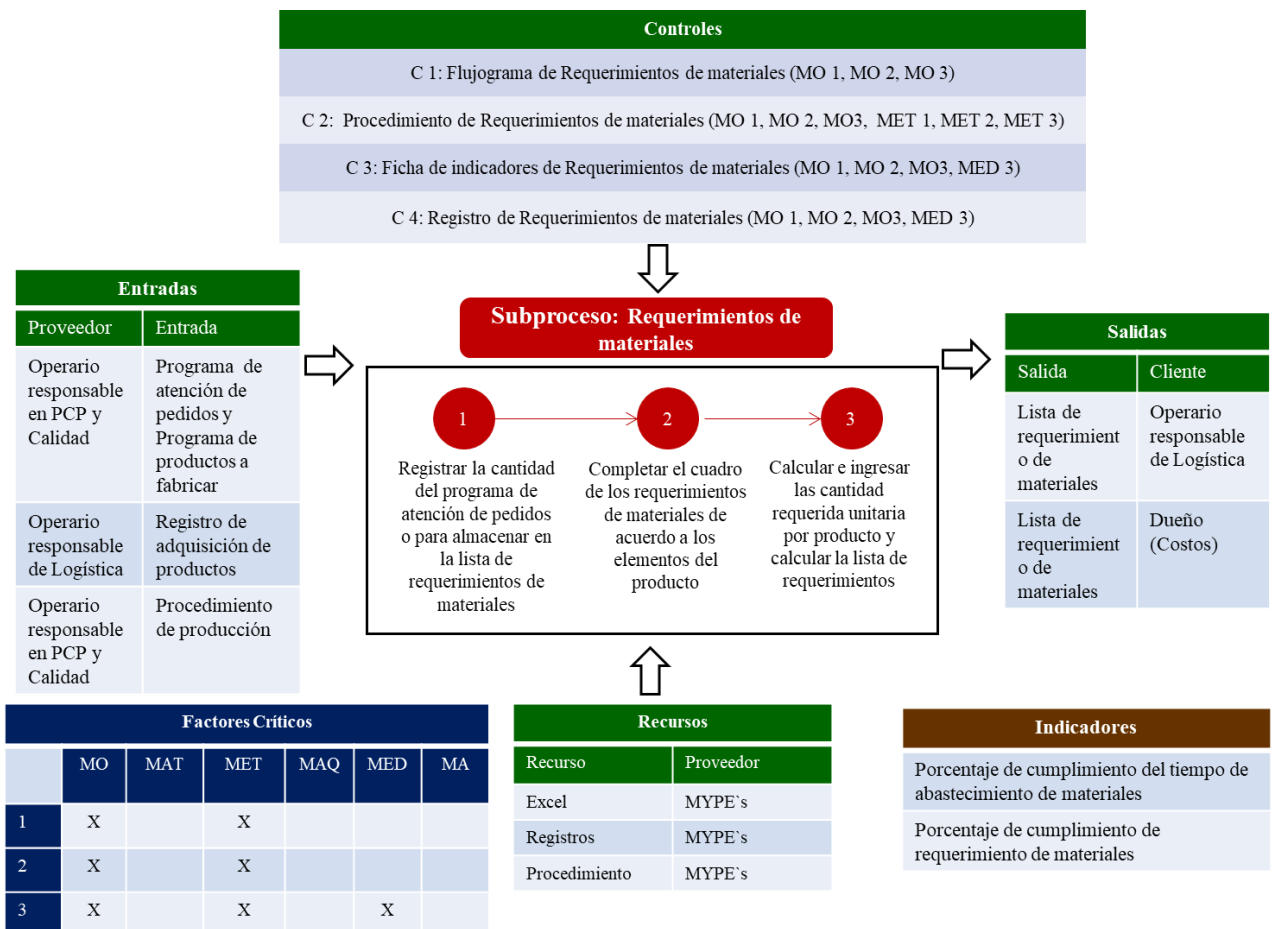 Controles
C 1: Flujograma de Requerimientos de materiales (MO 1, MO 2, MO 3)
C 2:  Procedimiento de Requerimientos de materiales (MO 1, MO 2, MO3,  MET 1, MET 2, MET 3)
C 3: Ficha de indicadores de Requerimientos de materiales (MO 1, MO 2, MO3, MED 3)
C 4: Registro de Requerimientos de materiales (MO 1, MO 2, MO3, MED 3)
Entradas
Proveedor
Entrada
Operario
responsable
en PCP y
Calidad
Programa de
atención de
pedidos y
Programa de
productos a
fabricar
Operario
responsable
de Logística
Registro de
adquisición de
productos
Operario
responsable
en PCP y
Calidad
Procedimiento
de producción
Subproceso: Requerimientos de
materiales
1
2
3
Registrar la cantidad
del programa de
atención de pedidos
o para almacenar en
la lista de
requerimientos de
materiales
Completar el cuadro
de los requerimientos
de materiales de
acuerdo a los
elementos del
producto
Calcular e ingresar
las cantidad
requerida unitaria
por producto y
calcular la lista de
requerimientos
Salidas
Salida
Cliente
Lista de
requerimient
o de
materiales
Operario
responsable
de Logística
Lista de
requerimient
o de
materiales
Dueño
(Costos)
Factores Críticos
MO MAT MET MAQ MED MA
1 X X
2 X X
3 X X X
Recursos
Recurso Proveedor
Excel MYPE`s
Registros MYPE`s
Procedimiento MYPE`s
Indicadores
Porcentaje de cumplimiento del tiempo de
abastecimiento de materiales
Porcentaje de cumplimiento de
requerimiento de materiales